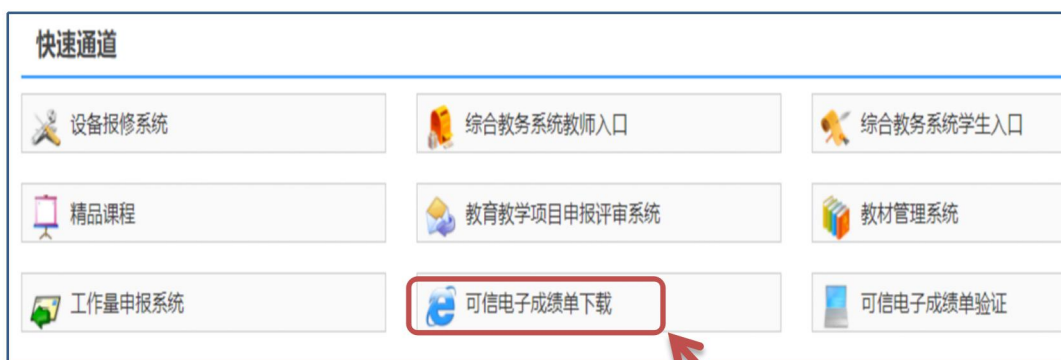 快速通道
设备报修系统
综合教务系统教师入口
综合教务系统学生入口
精品课程
教育教学项目申报评审系统
教材管理系统
工作量申报系统
可信电子成绩单下载
可信电子成绩单验证